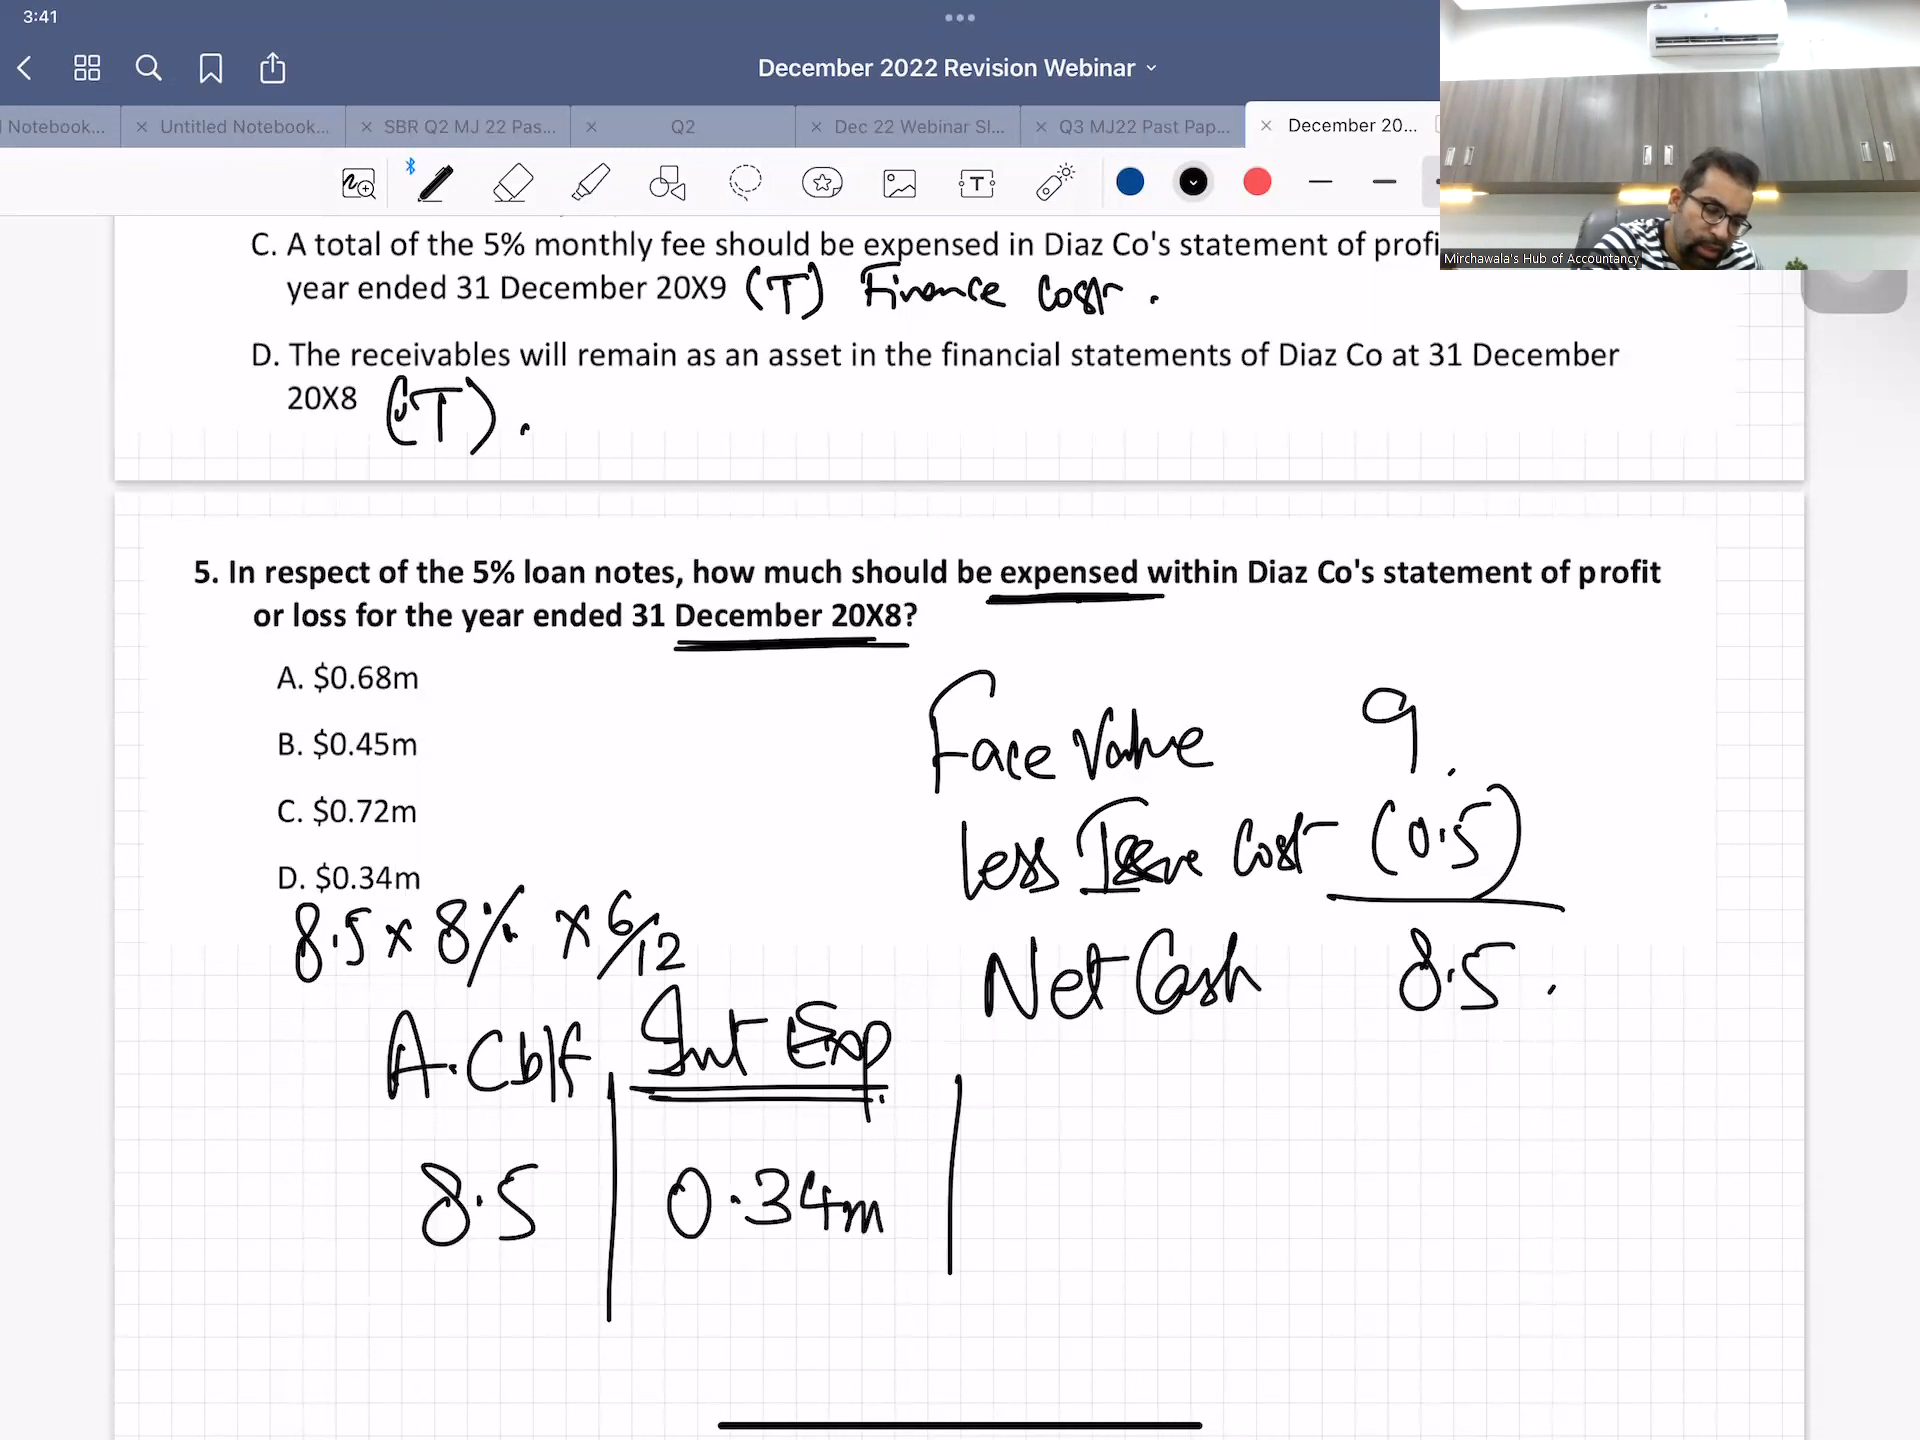 3:41
December 2022 Revision Webinar
l Notebook... Untitled Notebook... SBR Q2 MJ 22 Pas... Q2 Dec 22 Webinar Sl... Q3 MJ22 Past Pap... December 20...
Mirchawala's Hub of Accountancy
C. A total of the 5% monthly fee should be expensed in Diaz Co's statement of profi
year ended 31 December 20X9 (T) Finance Cost.
D. The receivables will remain as an asset in the financial statements of Diaz Co at 31 December
20X8 (T).
5. In respect of the 5% loan notes, how much should be expensed within Diaz Co's statement of profit
or loss for the year ended 31 December 20X8?
A. $0.68m
B. $0.45m
C. $0.72m
D. $0.34m
Face Value 9.
Less Issue Cost (0.5)
Net Cash 8.5.
8.5 x 8% x 6/12
A.C b/f Int Exp
8.5 0.34m